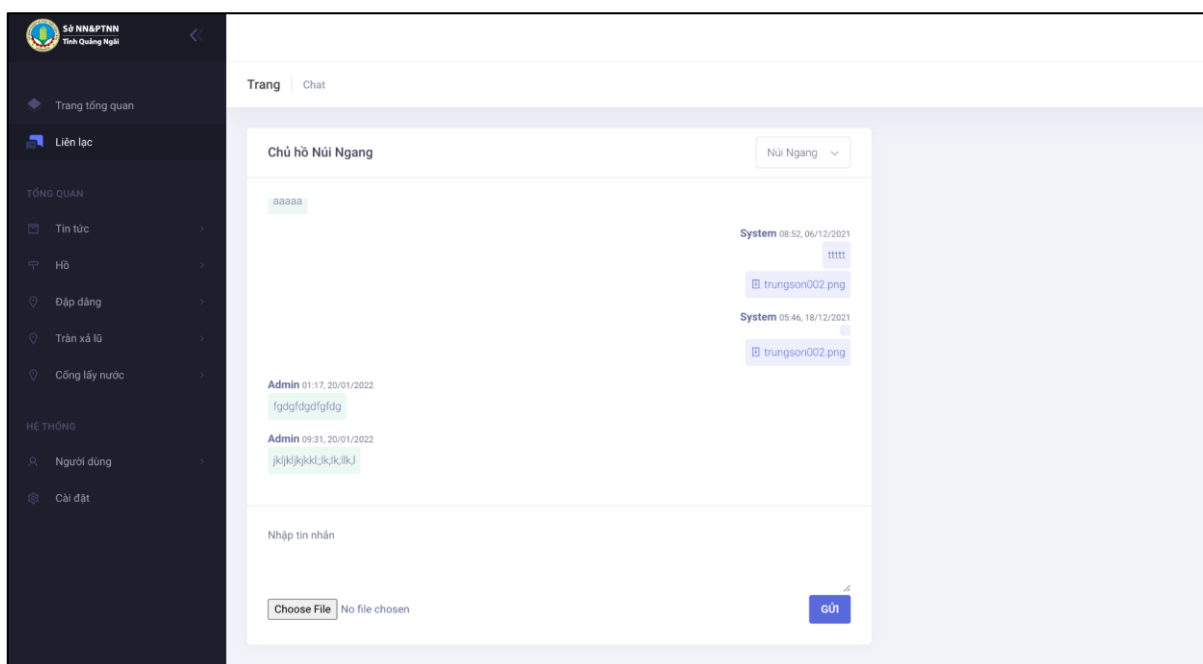 Sở NN&PTNN
Tỉnh Quảng Ngãi
Trang tổng quan
Liên lạc
TỔNG QUAN
Tin tức
Hồ
Đập dâng
Tràn xả lũ
Cống lấy nước
HỆ THỐNG
Người dùng
Cài đặt
Trang Chat
Chủ hồ Núi Ngang
Núi Ngang
aaaaa
System 08:52, 06/12/2021
ttttt
trungson002.png
System 05:46, 18/12/2021
trungson002.png
Admin 01:17, 20/01/2022
fgdgfdgdfgfdg
Admin 09:31, 20/01/2022
Nhập tin nhắn
Choose File No file chosen
GỬI